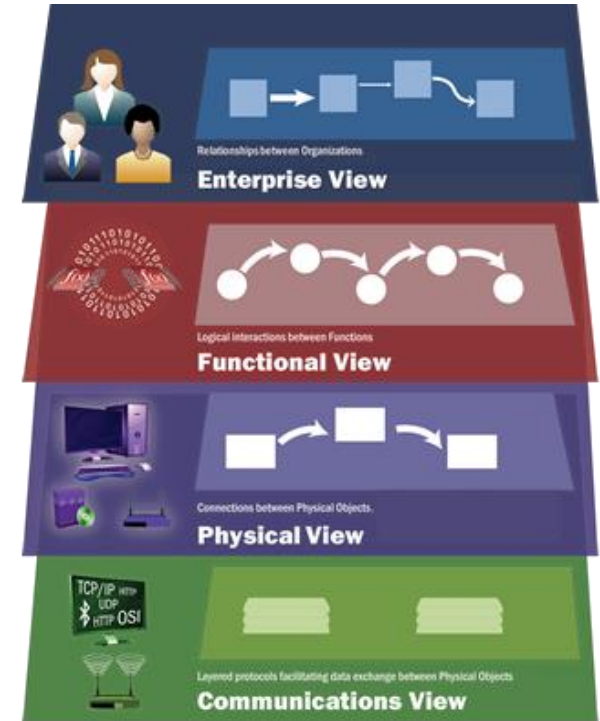 Relationships between Organizations
Enterprise View
Logical interactions between Functions
Functional View
Connections between Physical Objects
Physical View
TCP/IP HTTP
UDP
HTTP OSI
Layered protocols facilitating data exchange between Physical Objects
Communications View